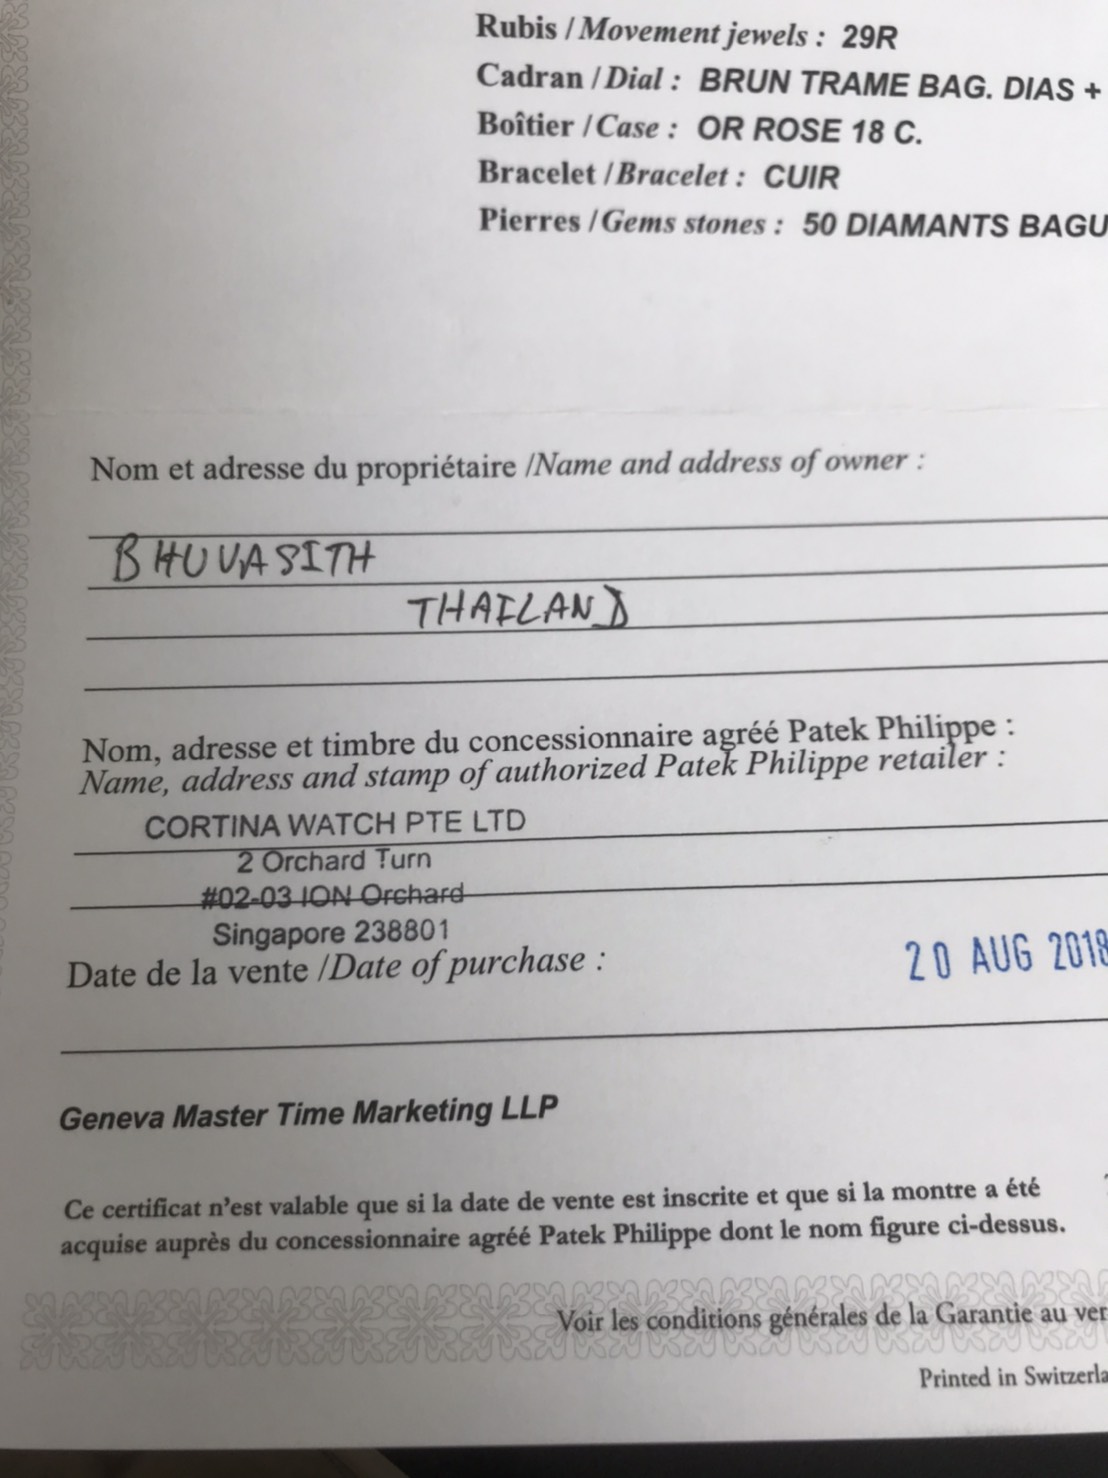 Rubis / Movement jewels : 29R
Cadran / Dial : BRUN TRAME BAG. DIAS +
Boîtier / Case : OR ROSE 18 C.
Bracelet / Bracelet : CUIR
Pierres / Gems stones : 50 DIAMANTS BAGU
Nom et adresse du propriétaire /Name and address of owner :
BHUVASITH
THAILAND
Nom, adresse et timbre du concessionnaire agréé Patek Philippe :
Name, address and stamp of authorized Patek Philippe retailer :
CORTINA WATCH PTE LTD
2 Orchard Turn
#02-03 ION Orchard
Singapore 238801
Date de la vente /Date of purchase :
20 AUG 2018
Geneva Master Time Marketing LLP
Ce certificat n'est valable que si la date de vente est inscrite et que si la montre a été
acquise auprès du concessionnaire agréé Patek Philippe dont le nom figure ci-dessus.
Voir les conditions générales de la Garantie au ver
Printed in Switzerla